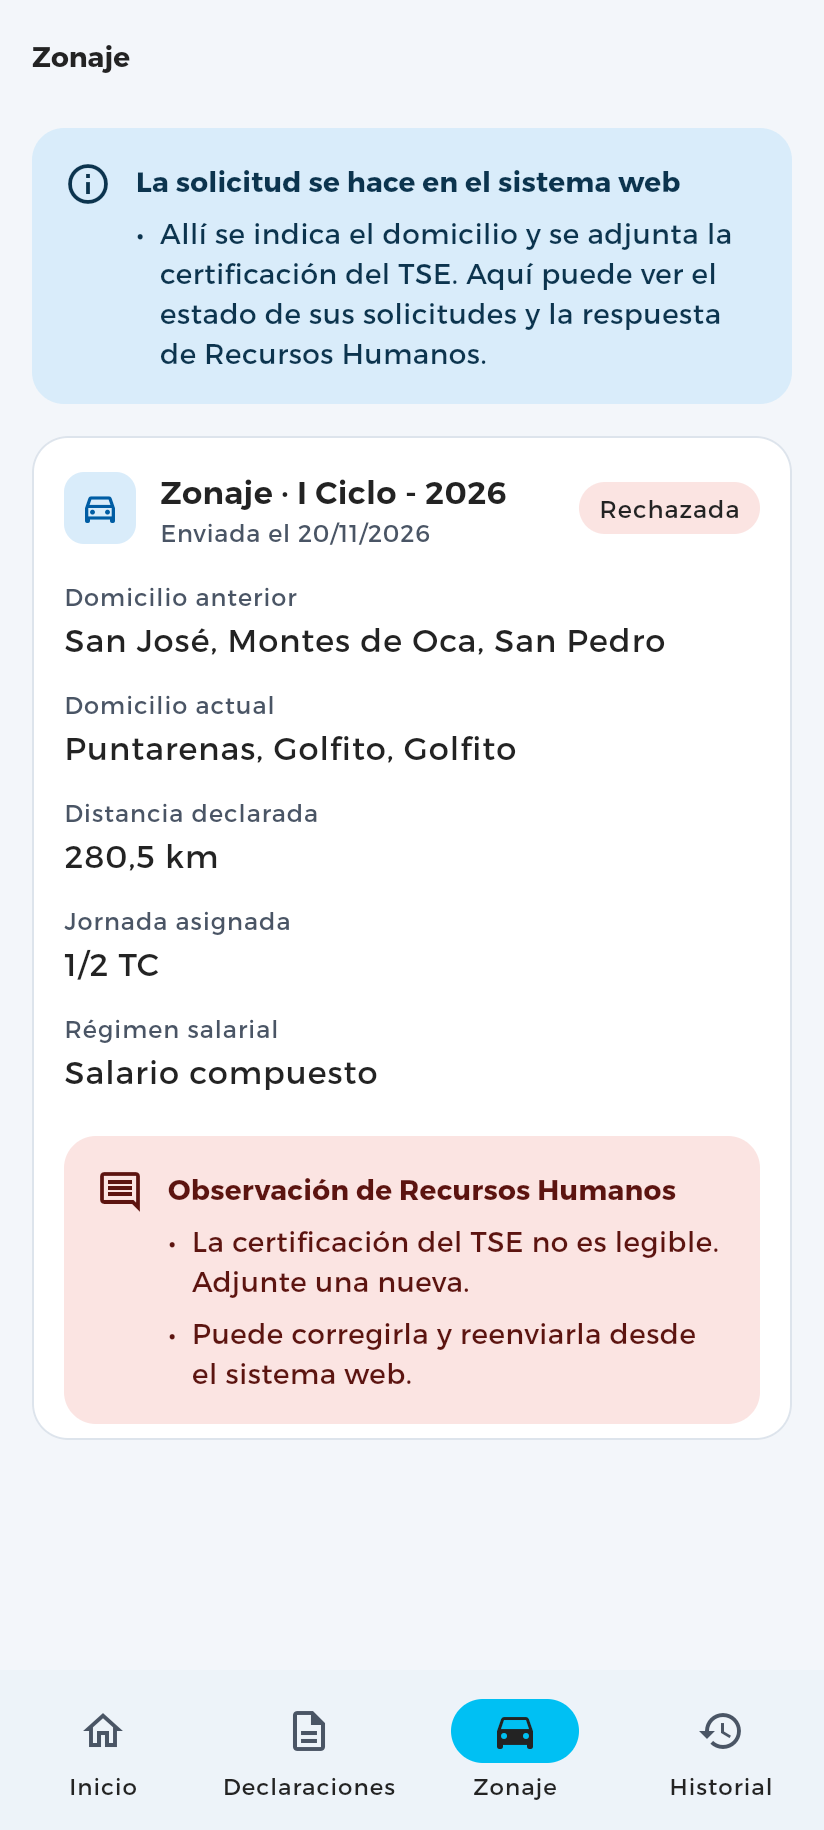 Zonaje
La solicitud se hace en el sistema web
• Allí se indica el domicilio y se adjunta la
certificación del TSE. Aquí puede ver el
estado de sus solicitudes y la respuesta
de Recursos Humanos.
Zonaje · I Ciclo - 2026
Rechazada
Enviada el 20/11/2026
Domicilio anterior
San José, Montes de Oca, San Pedro
Domicilio actual
Puntarenas, Golfito, Golfito
Distancia declarada
280,5 km
Jornada asignada
1/2 TC
Régimen salarial
Salario compuesto
Observación de Recursos Humanos
• La certificación del TSE no es legible.
Adjunte una nueva.
• Puede corregirla y reenviarla desde
el sistema web.
Inicio
Declaraciones
Zonaje
Historial